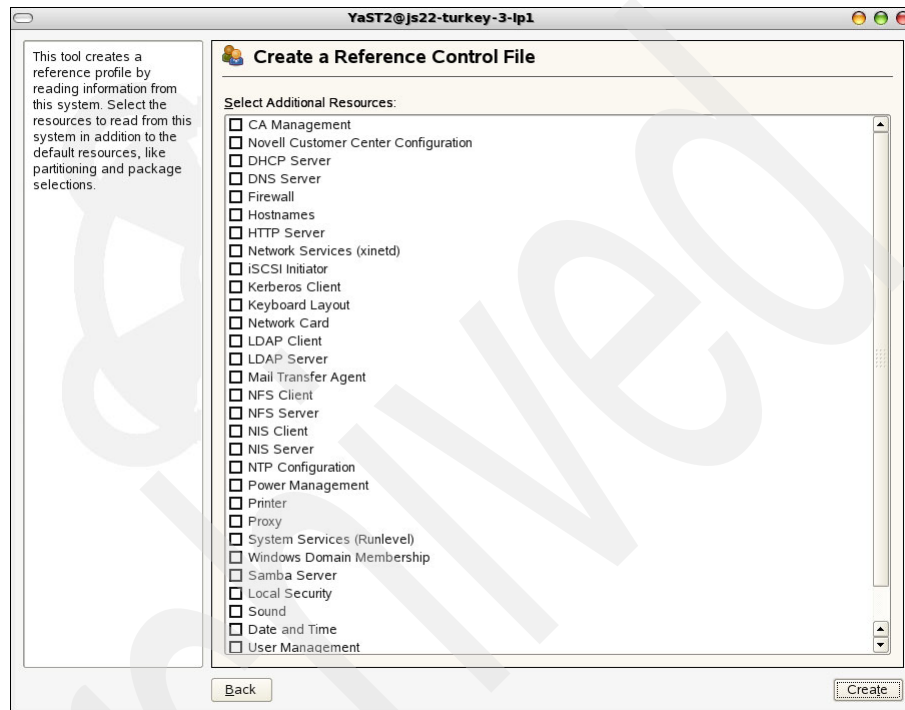 YaST2@js22-turkey-3-lp1
This tool creates a
reference profile by
reading information from
this system. Select the
resources to read from this
system in addition to the
default resources, like
partitioning and package
selections.
Create a Reference Control File
Select Additional Resources:
CA Management
Novell Customer Center Configuration
DHCP Server
DNS Server
Firewall
Hostnames
HTTP Server
Network Services (xinetd)
iSCSI Initiator
Kerberos Client
Keyboard Layout
Network Card
LDAP Client
LDAP Server
Mail Transfer Agent
NFS Client
NFS Server
NIS Client
NIS Server
NTP Configuration
Power Management
Printer
Proxy
System Services (Runlevel)
Windows Domain Membership
Samba Server
Local Security
Sound
Date and Time
User Management
Back
Create